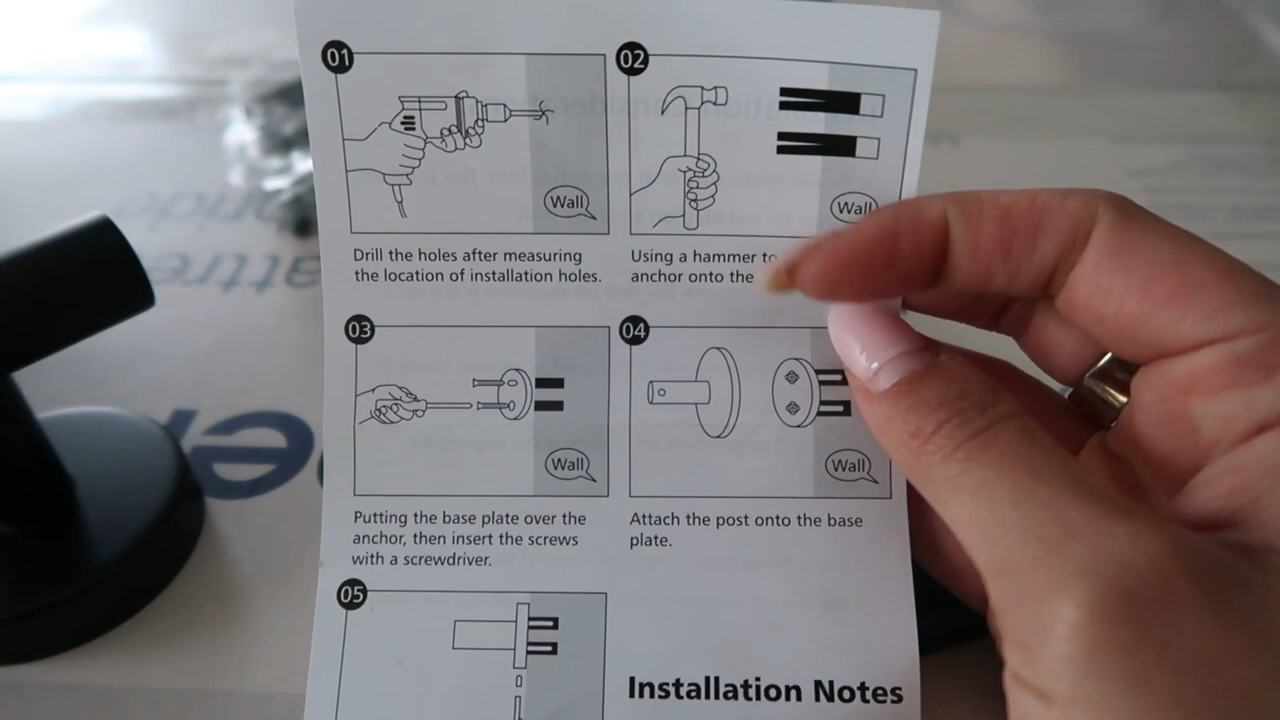 01
02
Wall
Wall
Drill the holes after measuring
the location of installation holes.
Using a hammer to
anchor onto the
03
04
Wall
Wall
Putting the base plate over the
anchor, then insert the screws
with a screwdriver.
Attach the post onto the base
plate.
05
Installation Notes